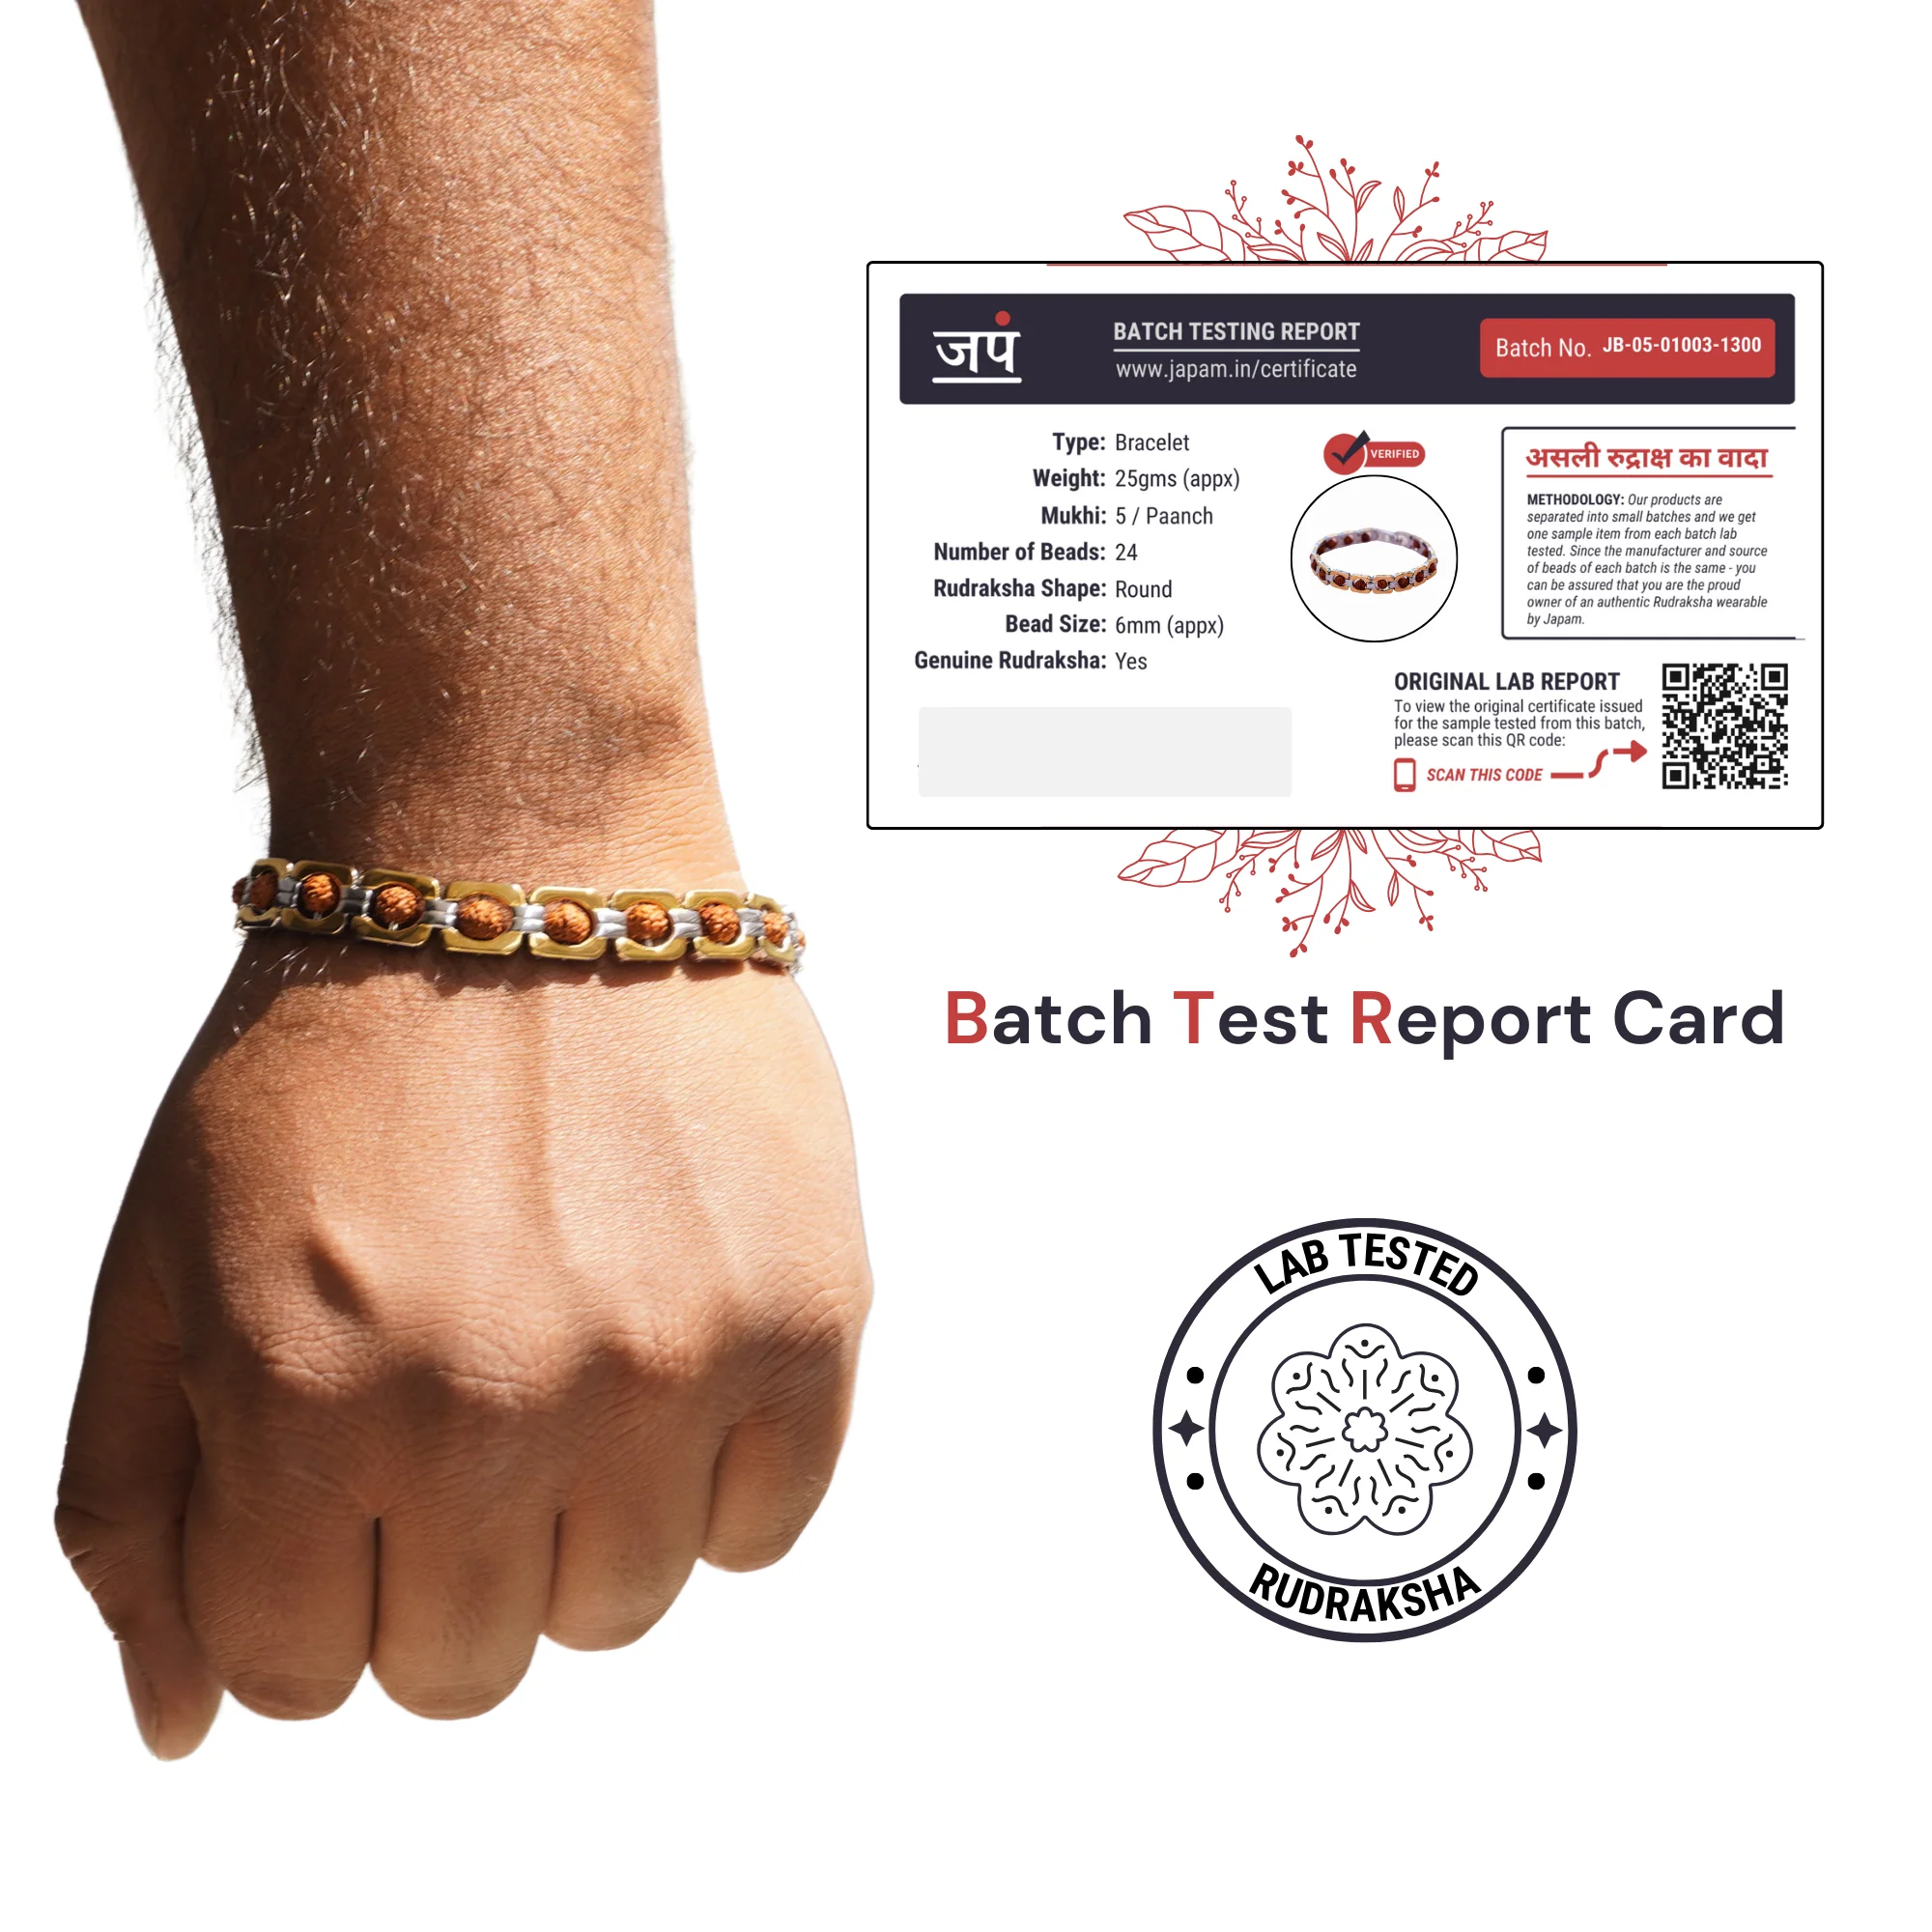 जपं
BATCH TESTING REPORT
www.japam.in/certificate
Batch No. JB-05-01003-1300
Type: Bracelet
Weight: 25gms (appx)
Mukhi: 5 / Paanch
Number of Beads: 24
Rudraksha Shape: Round
Bead Size: 6mm (appx)
Genuine Rudraksha: Yes
VERIFIED
असली रुद्राक्ष का वादा
METHODOLOGY: Our products are
separated into small batches and we get
one sample item from each batch lab
tested. Since the manufacturer and source
of beads of each batch is the same - you
can be assured that you are the proud
owner of an authentic Rudraksha wearable
by Japam.
ORIGINAL LAB REPORT
To view the original certificate issued
for the sample tested from this batch,
please scan this QR code:
SCAN THIS CODE
Batch Test Report Card
LAB TESTED
RUDRAKSHA